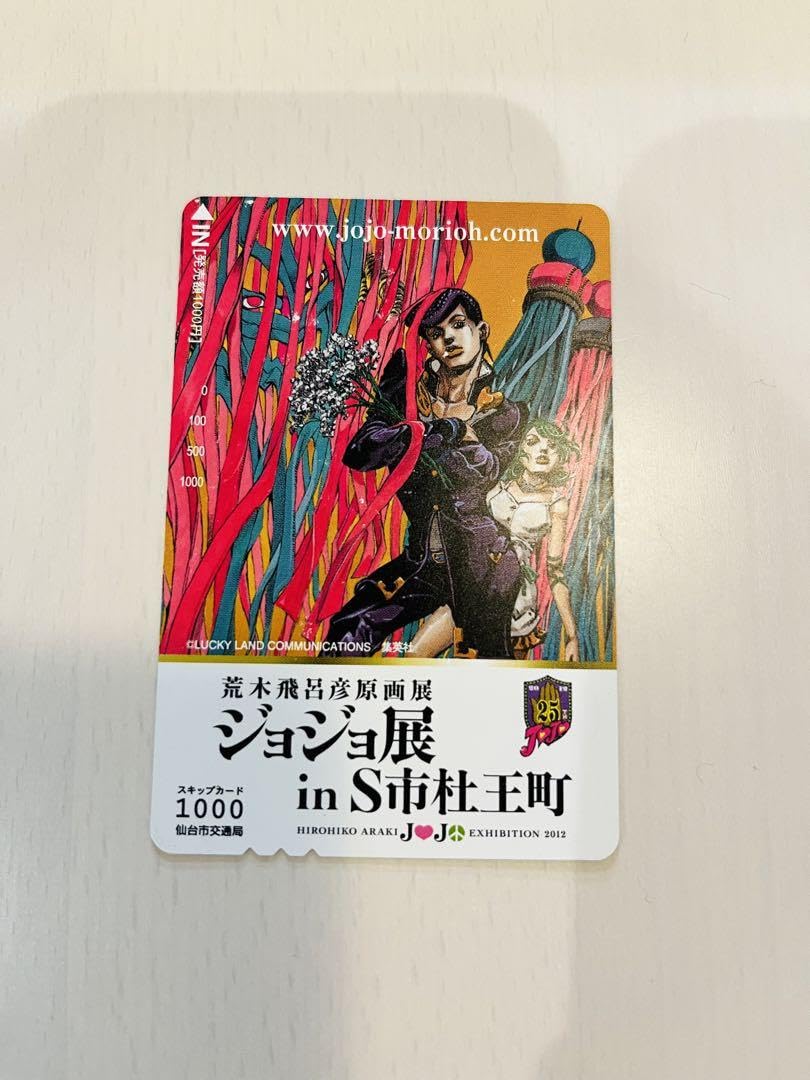 www.jojo-morioh.com
IN[発売額1000円]
0
100
500
1000
©LUCKY LAND COMMUNICATIONS／集英社
荒木飛呂彦原画展
ジョジョ展
in S市杜王町
25
JOJO
スキップカード
1000
仙台市交通局
HIROHIKO ARAKI JOJO EXHIBITION 2012